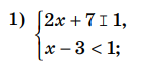 1) { 2x + 7 ⌶ 1,
x − 3 < 1;